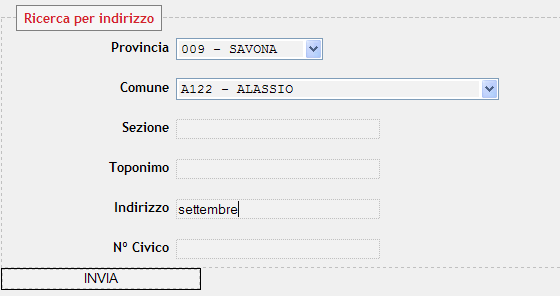 Ricerca per indirizzo
Provincia 009 - SAVONA
Comune A122 - ALASSIO
Sezione
Toponimo
Indirizzo settembre
N° Civico
INVIA